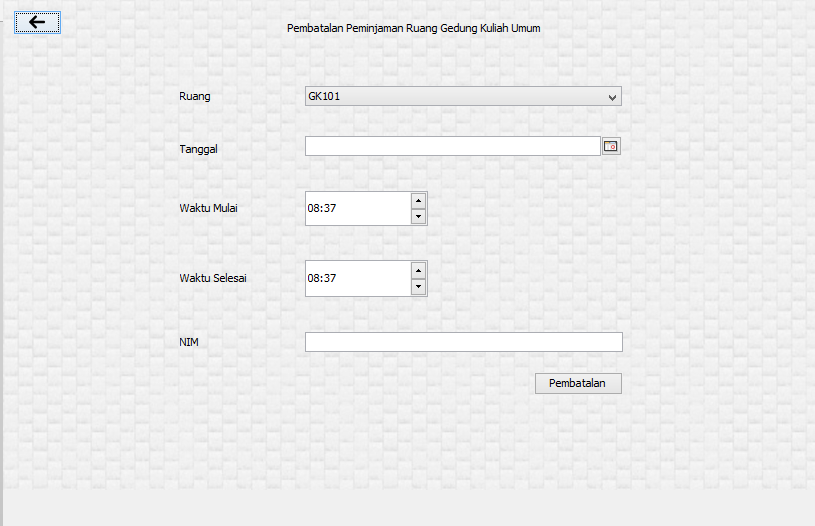 Pembatalan Peminjaman Ruang Gedung Kuliah Umum
Ruang GK101
Tanggal
Waktu Mulai 08:37
Waktu Selesai 08:37
NIM
Pembatalan